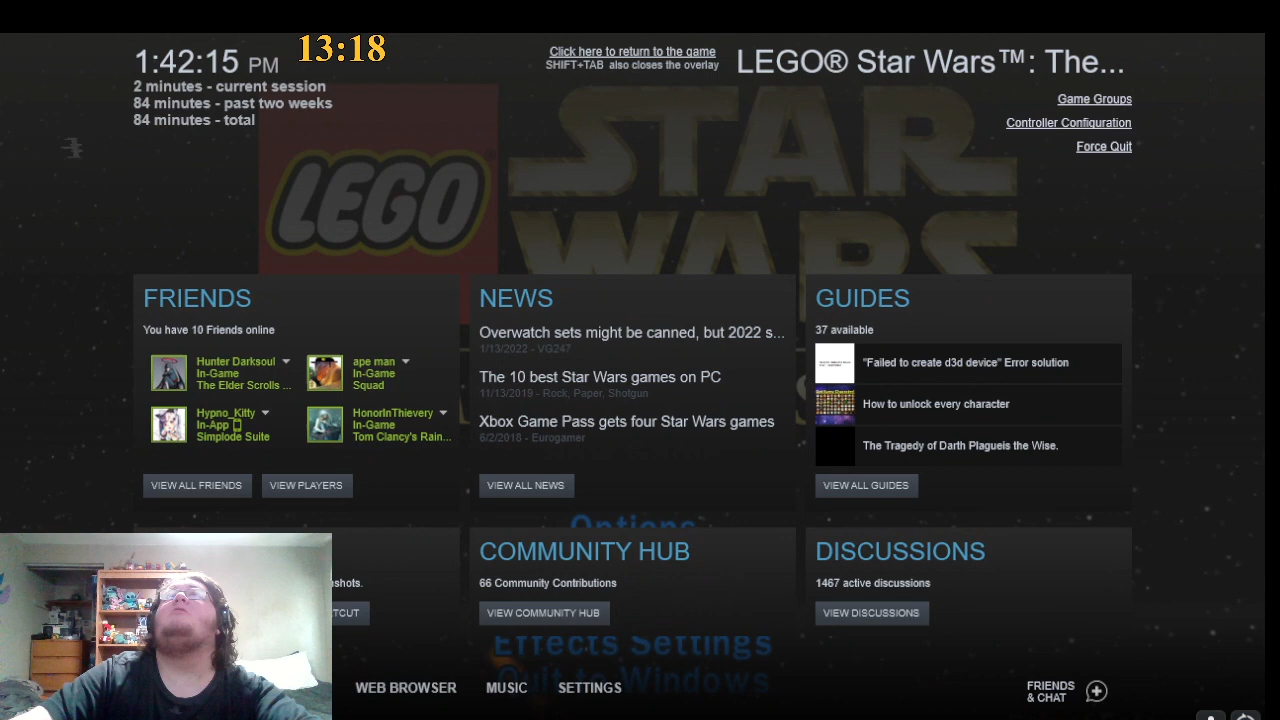 1:42:15 PM
13:18
2 minutes - current session
84 minutes - past two weeks
84 minutes - total
Click here to return to the game
SHIFT+TAB also closes the overlay
LEGO® Star Wars™: The...
Game Groups
Controller Configuration
Force Quit
LEGO
STAR
WARS
FRIENDS
You have 10 Friends online
Hunter Darksoul
In-Game
The Elder Scrolls ...
ape man
In-Game
Squad
Hypno_Kitty
In-App
Simplode Suite
HonorInThievery
In-Game
Tom Clancy's Rain...
VIEW ALL FRIENDS
VIEW PLAYERS
NEWS
Overwatch sets might be canned, but 2022 s...
1/13/2022 - VG247
The 10 best Star Wars games on PC
11/13/2019 - Rock, Paper, Shotgun
Xbox Game Pass gets four Star Wars games
6/2/2018 - Eurogamer
VIEW ALL NEWS
GUIDES
37 available
"Failed to create d3d device" Error solution
How to unlock every character
The Tragedy of Darth Plagueis the Wise.
VIEW ALL GUIDES
Options
shots.
TCUT
COMMUNITY HUB
66 Community Contributions
VIEW COMMUNITY HUB
DISCUSSIONS
1467 active discussions
VIEW DISCUSSIONS
Effects Settings
Quit to Windows
WEB BROWSER
MUSIC
SETTINGS
FRIENDS
& CHAT